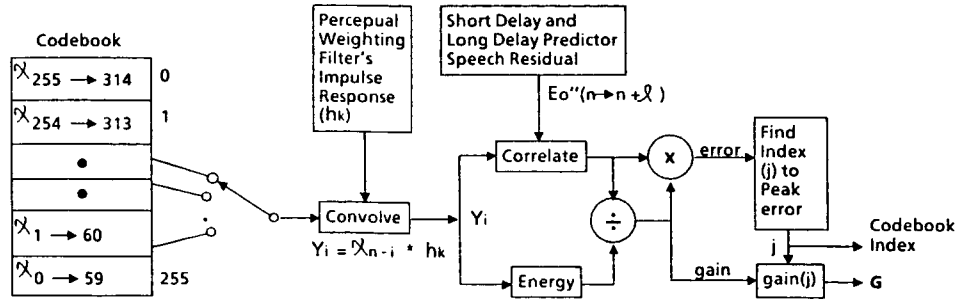 Codebook
x255 → 314 0
x254 → 313 1
x1 → 60
x0 → 59 255
Percepual
Weighting
Filter's
Impulse
Response
(hk)
Short Delay and
Long Delay Predictor
Speech Residual
Eo''(n→n+ℓ)
Convolve
Yi = xn-i * hk
Yi
Correlate
Energy
x
÷
error
gain
Find
Index
(j) to
Peak
error
j
Codebook
Index
gain(j)
G